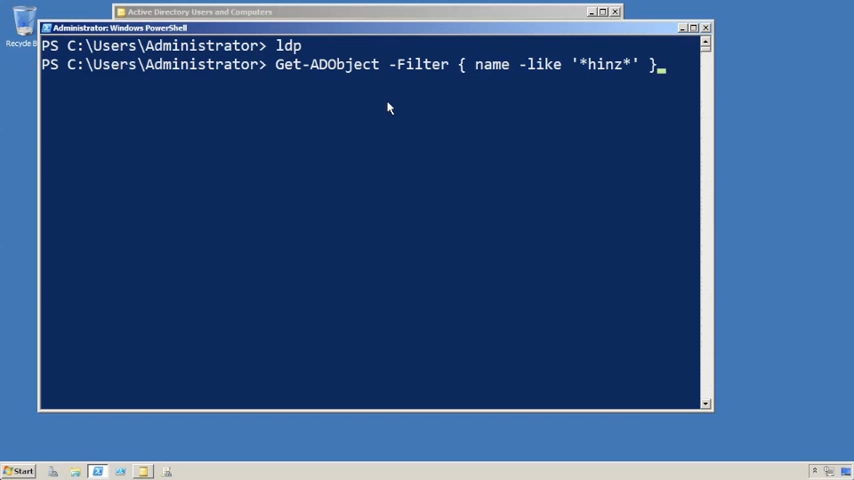 Active Directory Users and Computers
Administrator: Windows PowerShell
PS C:\Users\Administrator> ldp
PS C:\Users\Administrator> Get-ADObject -Filter { name -like '*hinz*' }
Recycle B
Start